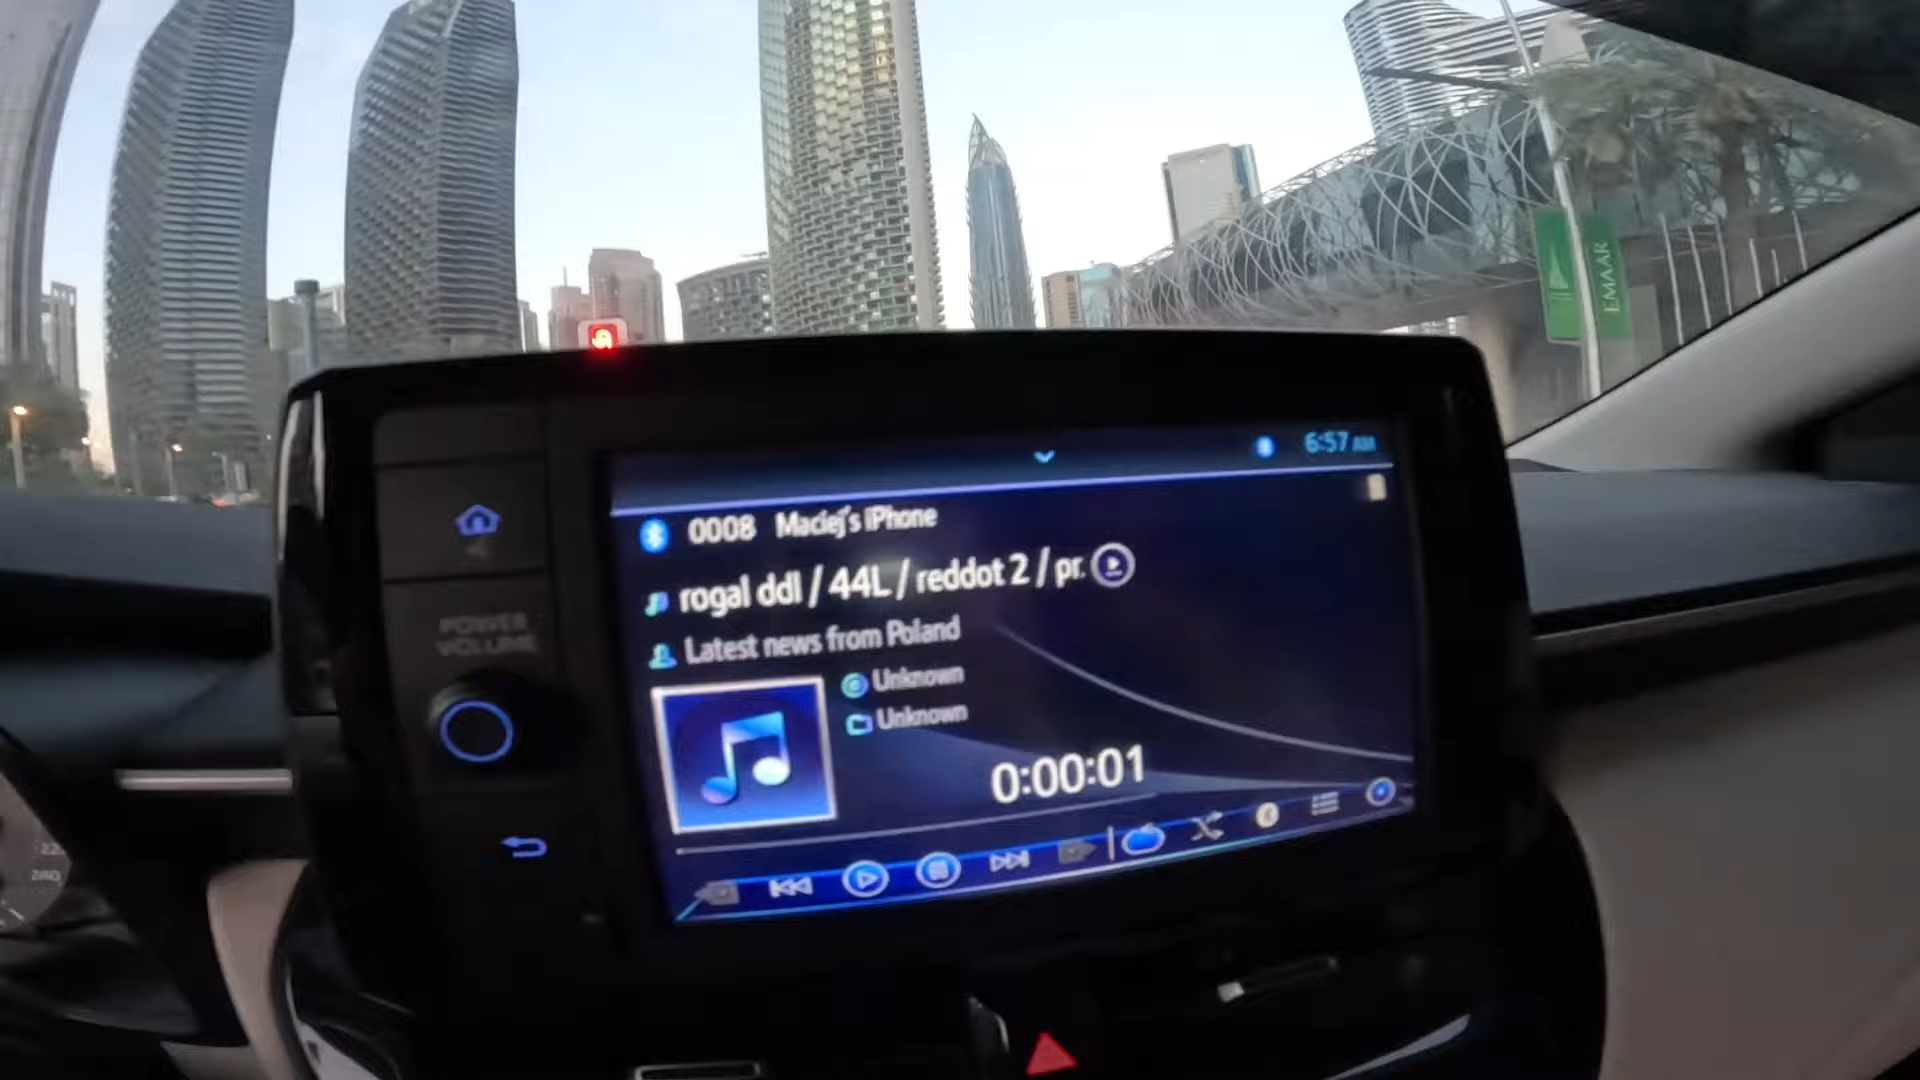 EMAAR
6:57 AM
0008 Maciej's iPhone
rogal ddl / 44L / reddot 2 / pr.
Latest news from Poland
Unknown
Unknown
0:00:01
POWER
VOLUME